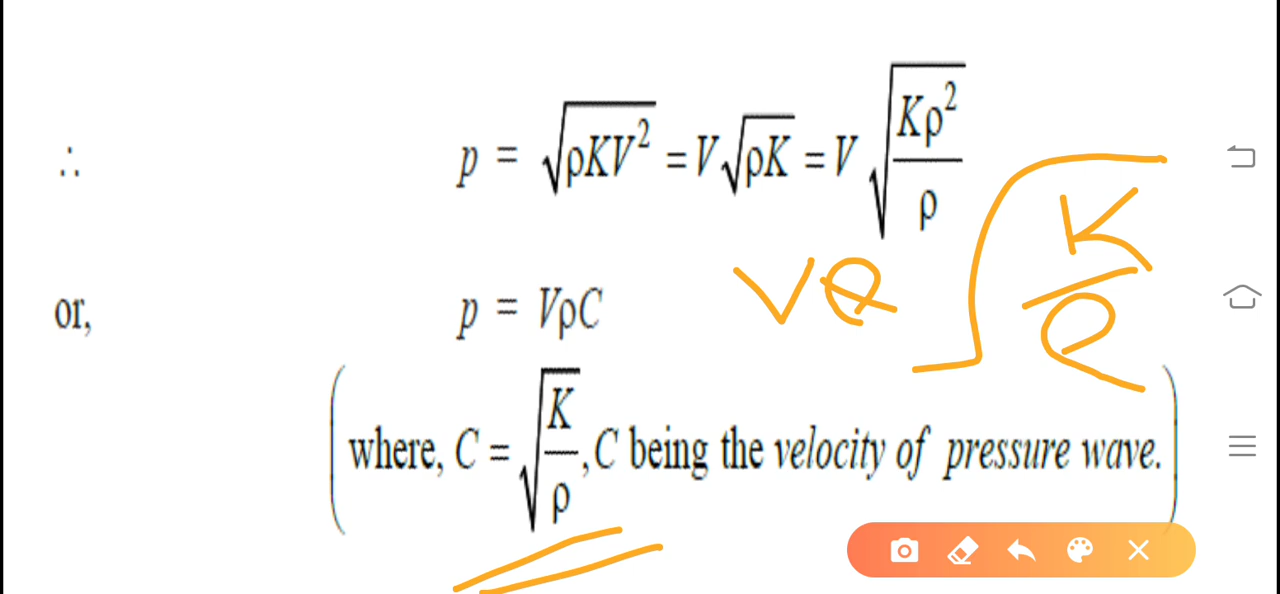 ∴ p = √ρKV² = V√ρK = V √Kρ²/ρ
Vρ √K/ρ
or, p = VρC
(where, C = √K/ρ, C being the velocity of pressure wave.)